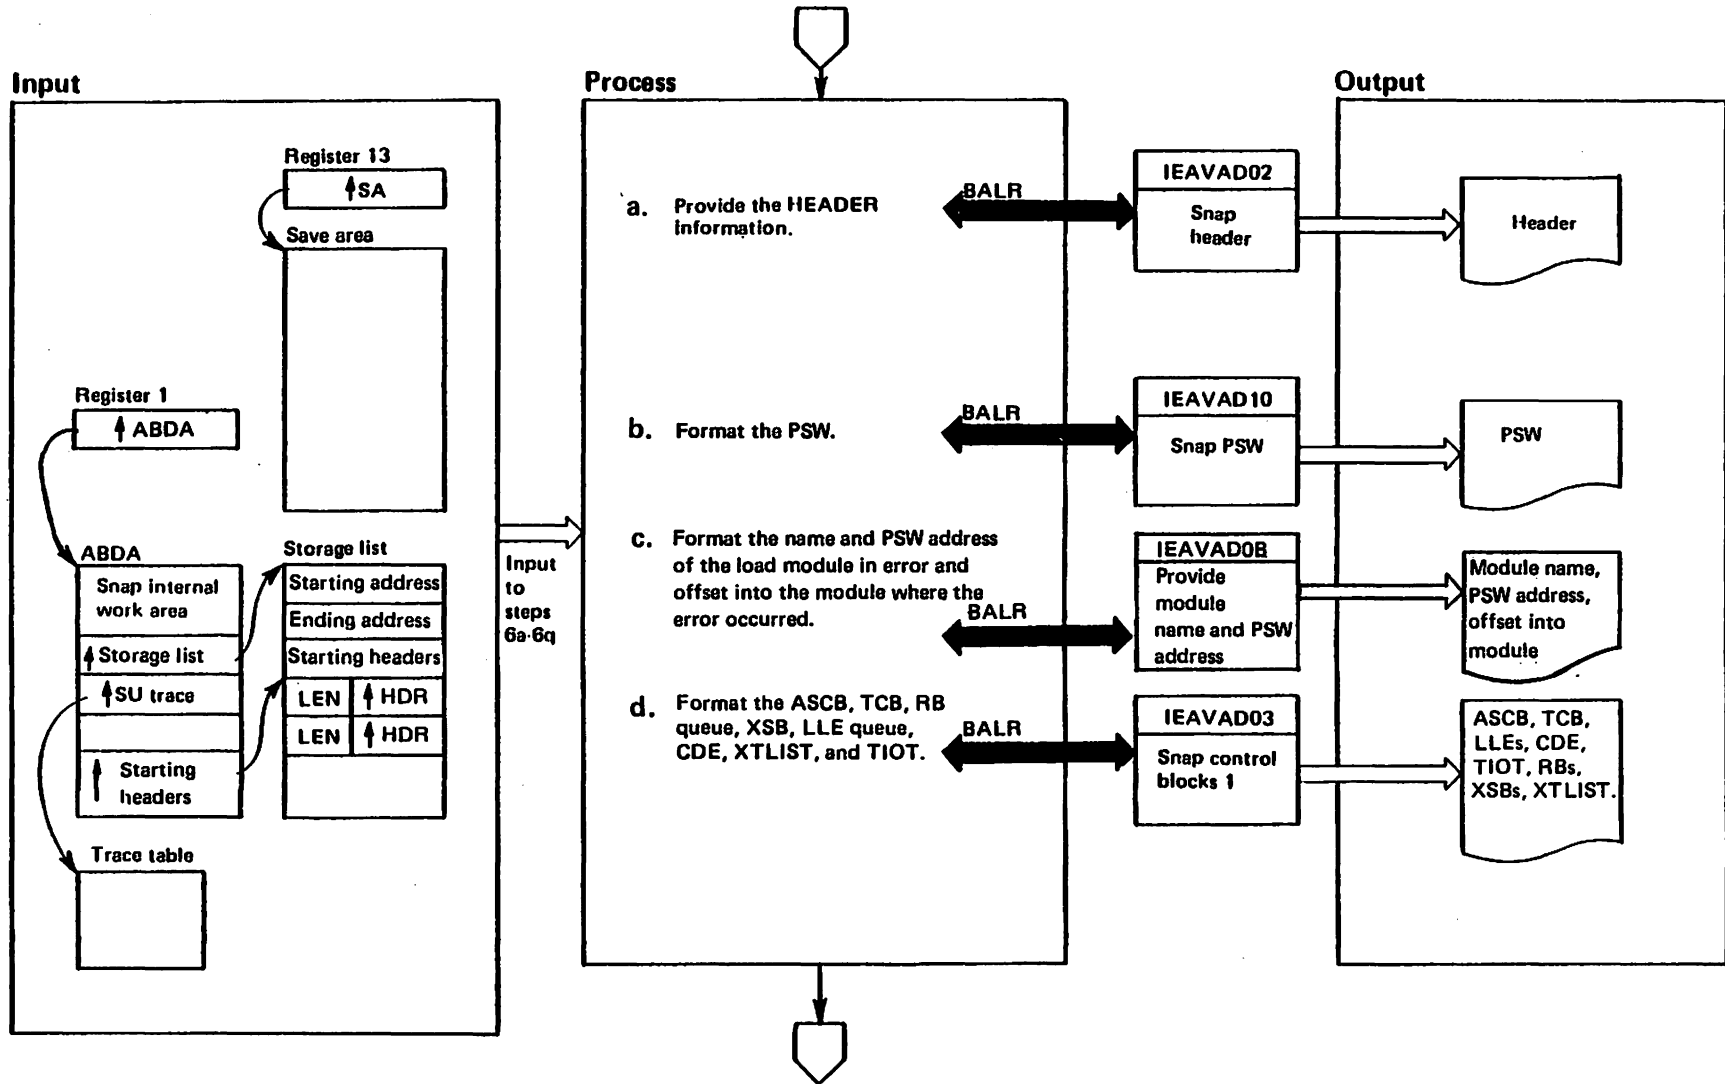 Input
Register 13
↑SA
Save area
Register 1
↑ ABDA
ABDA
Snap internal
work area
↑Storage list
↑SU trace
↑ Starting
headers
Storage list
Starting address
Ending address
Starting headers
LEN ↑ HDR
LEN ↑ HDR
Trace table
Input
to
steps
6a-6q
Process
a. Provide the HEADER
information.
BALR
b. Format the PSW.
BALR
c. Format the name and PSW address
of the load module in error and
offset into the module where the
error occurred.
BALR
d. Format the ASCB, TCB, RB
queue, XSB, LLE queue,
CDE, XTLIST, and TIOT.
BALR
IEAVAD02
Snap
header
IEAVAD10
Snap PSW
IEAVAD0B
Provide
module
name and PSW
address
IEAVAD03
Snap control
blocks 1
Output
Header
PSW
Module name,
PSW address,
offset into
module
ASCB, TCB,
LLEs, CDE,
TIOT, RBs,
XSBs, XTLIST.